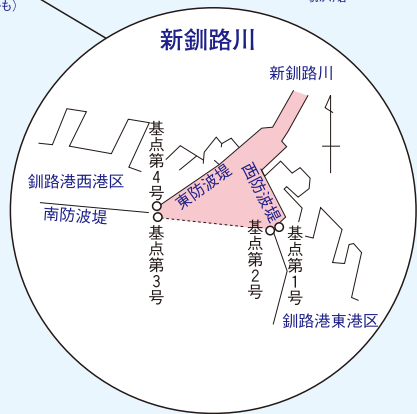 も）
新釧路川
新釧路川
基点第4号
釧路港西港区
東防波堤
西防波堤
南防波堤
基点第3号
基点第2号
基点第1号
釧路港東港区